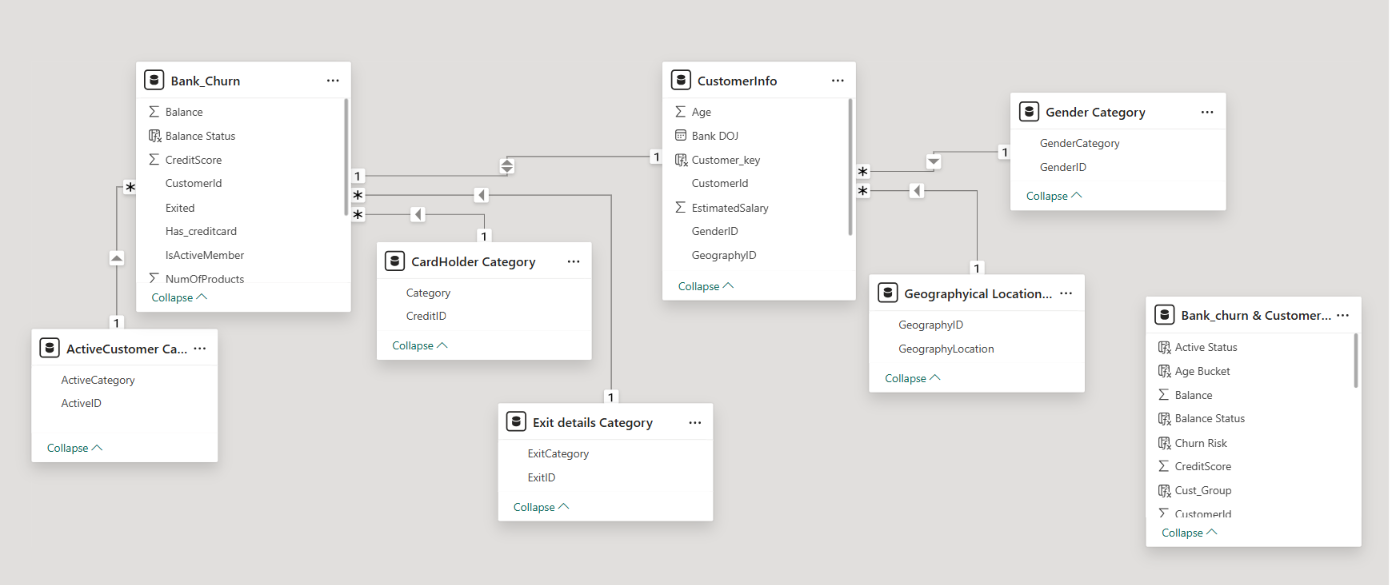 Bank_Churn
...
Balance
Balance Status
CreditScore
CustomerId
Exited
Has_creditcard
IsActiveMember
NumOfProducts
Collapse
CustomerInfo
...
Age
Bank DOJ
Customer_key
CustomerId
EstimatedSalary
GenderID
GeographyID
Collapse
Gender Category
...
GenderCategory
GenderID
Collapse
1
*
*
*
1
1
*
*
1
1
1
1
1
CardHolder Category
...
Category
CreditID
Collapse
Geographyical Location...
...
GeographyID
GeographyLocation
Collapse
ActiveCustomer Ca...
...
ActiveCategory
ActiveID
Collapse
Exit details Category
...
ExitCategory
ExitID
Collapse
Bank_churn & Customer...
...
Active Status
Age Bucket
Balance
Balance Status
Churn Risk
CreditScore
Cust_Group
CustomerId
Collapse